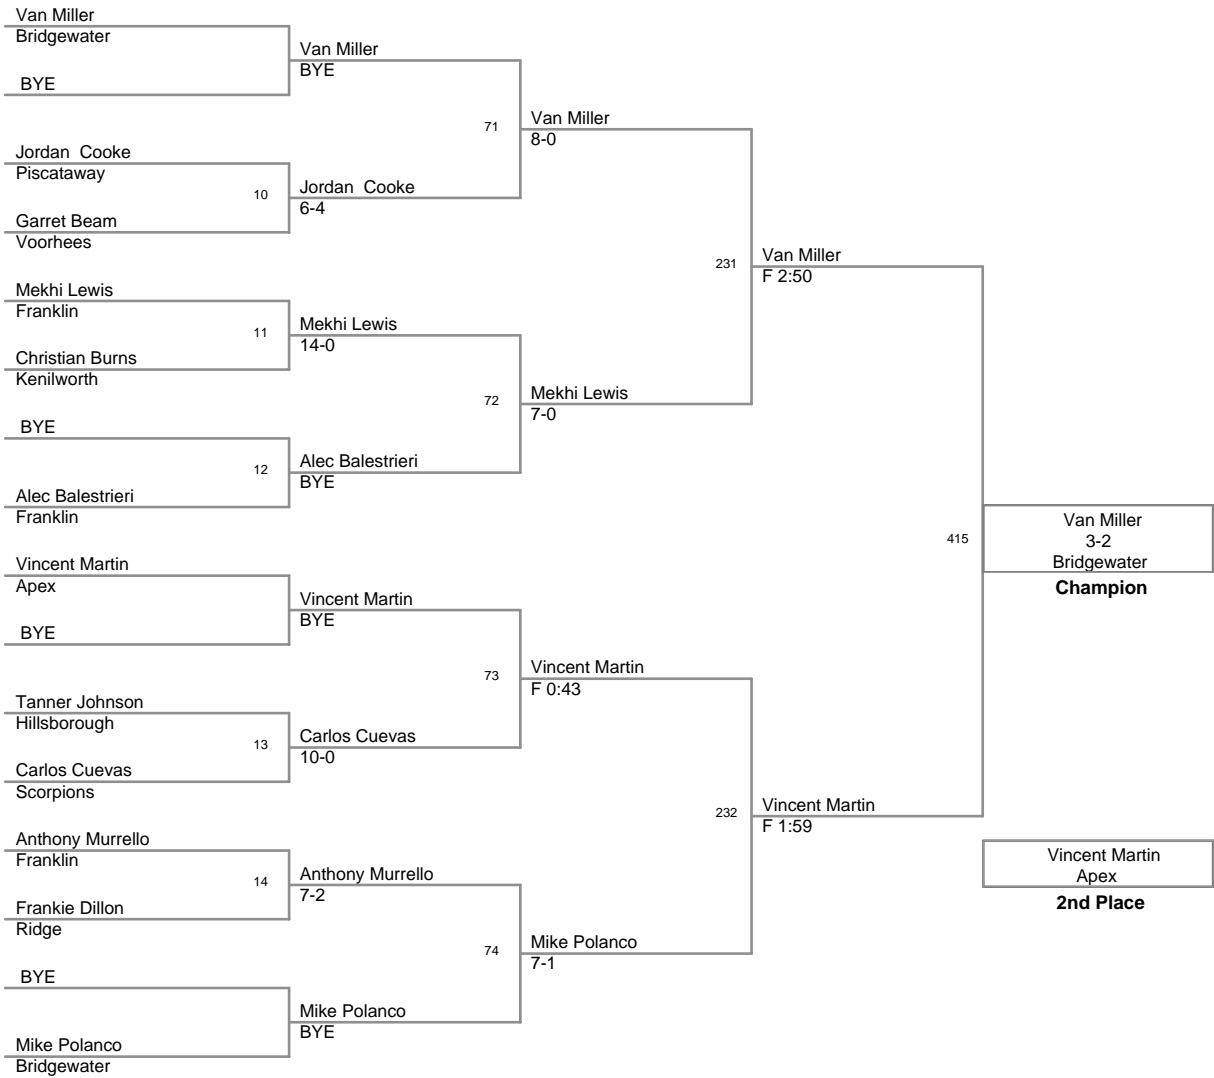 Van Miller
Bridgewater
BYE
Van Miller
BYE
71
Van Miller
8-0
Jordan  Cooke
Piscataway
10
Jordan  Cooke
6-4
Garret Beam
Voorhees
231
Van Miller
F 2:50
Mekhi Lewis
Franklin
11
Mekhi Lewis
14-0
Christian Burns
Kenilworth
72
Mekhi Lewis
7-0
BYE
12
Alec Balestrieri
BYE
Alec Balestrieri
Franklin
415
Van Miller
3-2
Bridgewater
Champion
Vincent Martin
Apex
BYE
Vincent Martin
BYE
73
Vincent Martin
F 0:43
Tanner Johnson
Hillsborough
13
Carlos Cuevas
10-0
Carlos Cuevas
Scorpions
232
Vincent Martin
F 1:59
Anthony Murrello
Franklin
14
Anthony Murrello
7-2
Frankie Dillon
Ridge
74
Mike Polanco
7-1
BYE
Mike Polanco
BYE
Mike Polanco
Bridgewater
Vincent Martin
Apex
2nd Place